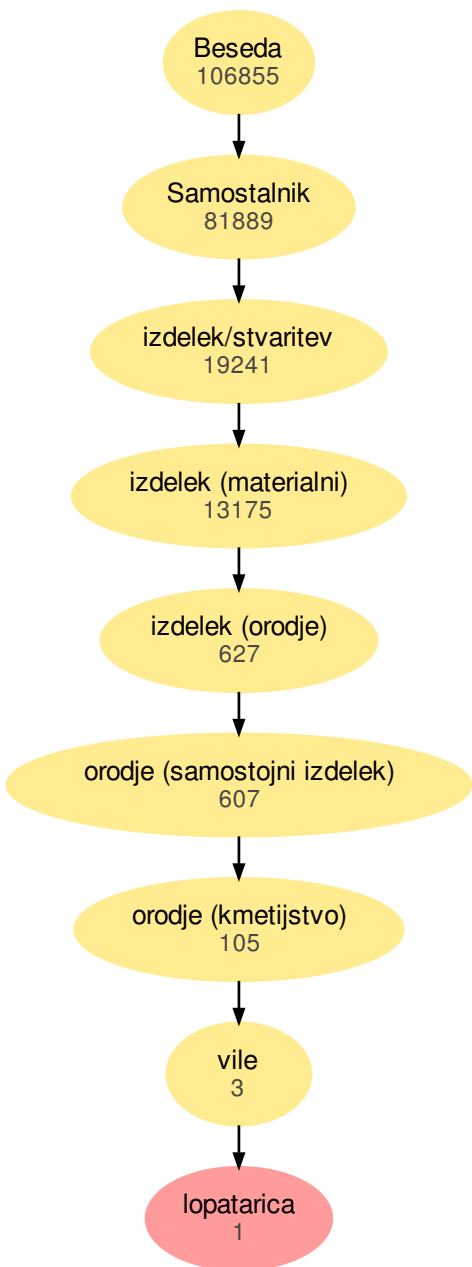 Beseda
106855
Samostalnik
81889
izdelek/stvaritev
19241
izdelek (materialni)
13175
izdelek (orodje)
627
orodje (samostojni izdelek)
607
orodje (kmetijstvo)
105
vile
3
lopatarica
1